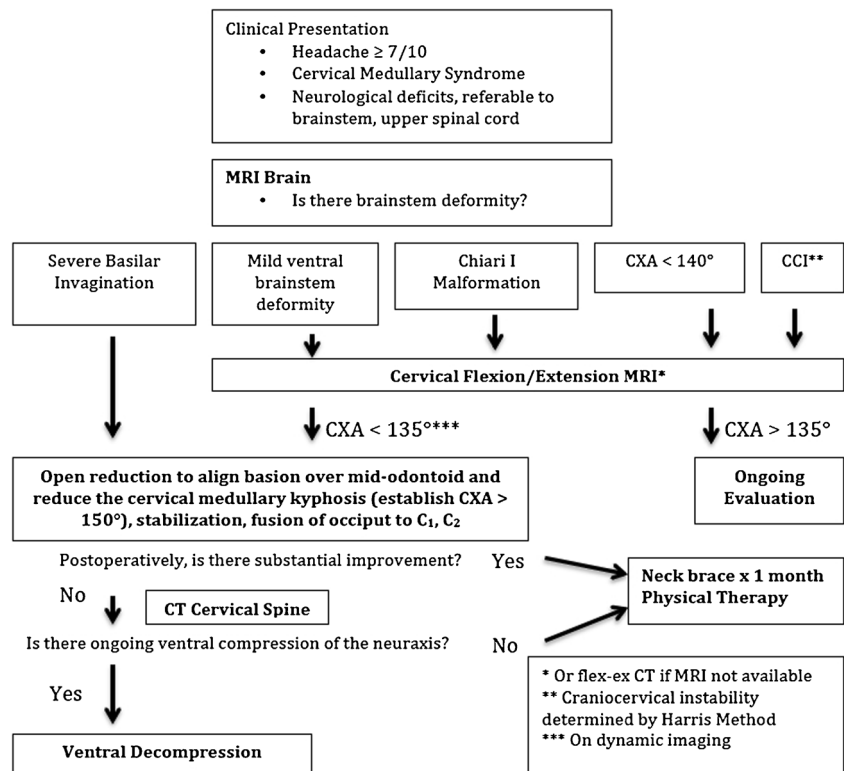 Clinical Presentation
• Headache ≥ 7/10
• Cervical Medullary Syndrome
• Neurological deficits, referable to
brainstem, upper spinal cord
MRI Brain
• Is there brainstem deformity?
Severe Basilar
Invagination
Mild ventral
brainstem
deformity
Chiari I
Malformation
CXA < 140°
CCI**
Cervical Flexion/Extension MRI*
CXA < 135°***
CXA > 135°
Open reduction to align basion over mid-odontoid and
reduce the cervical medullary kyphosis (establish CXA >
150°), stabilization, fusion of occiput to C₁, C₂
Ongoing
Evaluation
Postoperatively, is there substantial improvement?
Yes
Neck brace x 1 month
Physical Therapy
No
CT Cervical Spine
Is there ongoing ventral compression of the neuraxis?
No
Yes
Ventral Decompression
* Or flex-ex CT if MRI not available
** Craniocervical instability
determined by Harris Method
*** On dynamic imaging